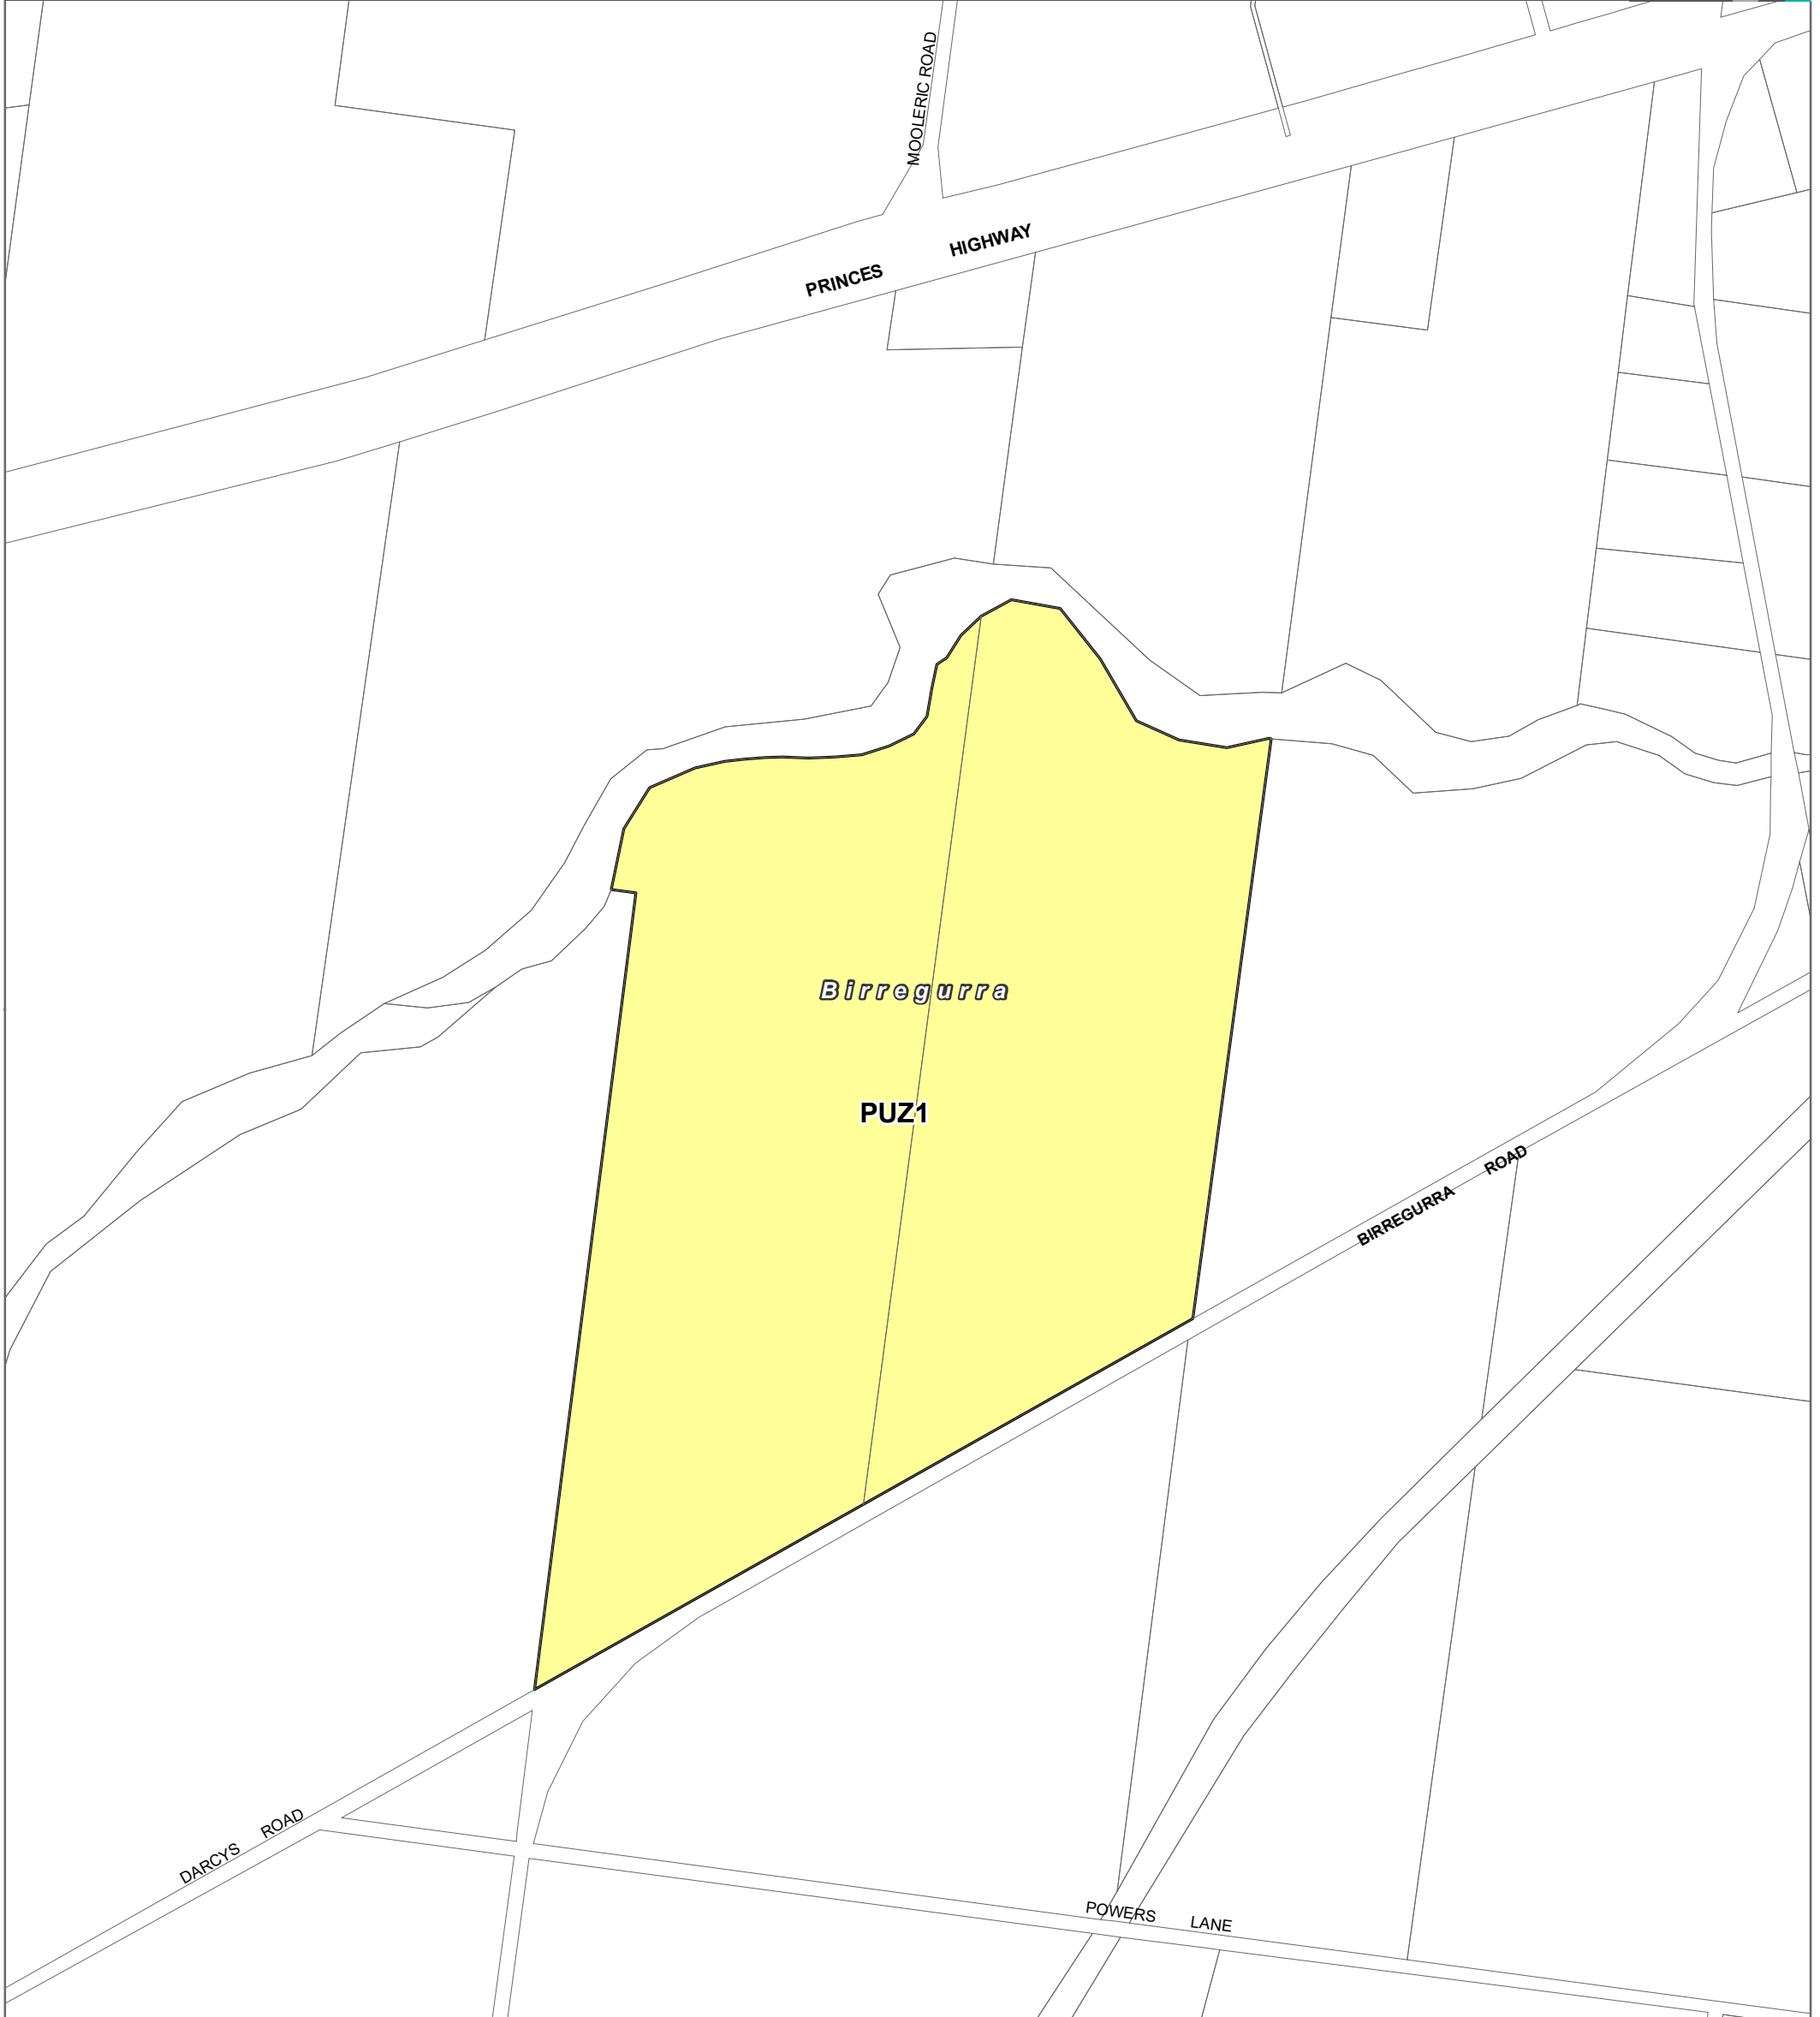 MOOLERIC ROAD
PRINCES HIGHWAY
Birregurra
PUZ1
BIRREGURRA ROAD
DARCYS ROAD
POWERS LANE